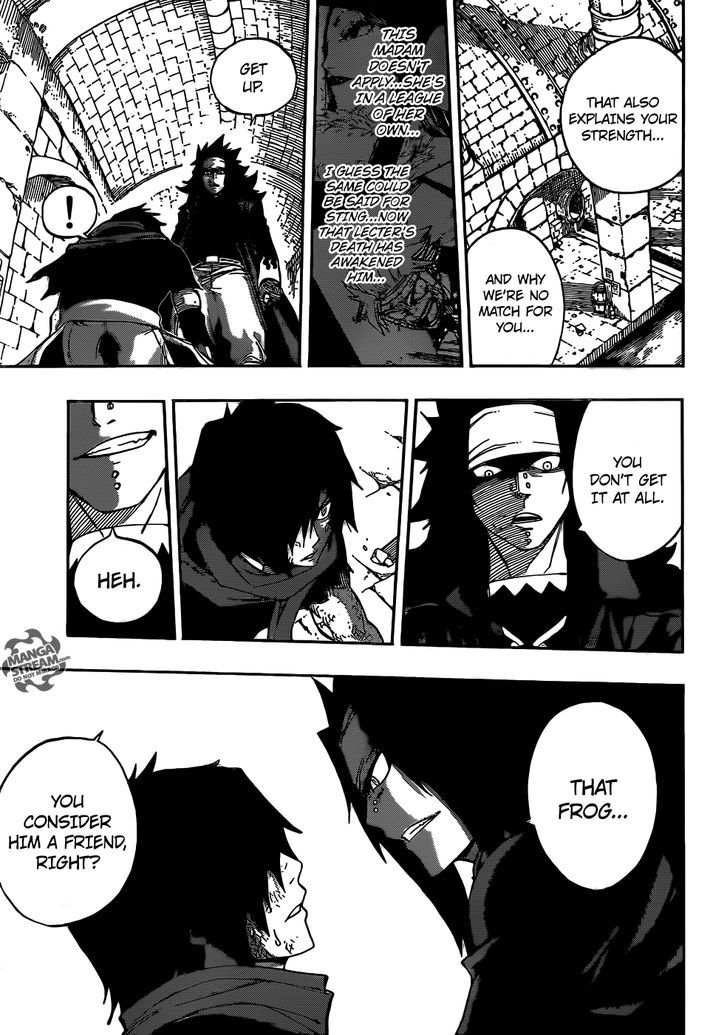 THAT ALSO
EXPLAINS YOUR
STRENGTH...
AND WHY
WE'RE NO
MATCH FOR
YOU...
THIS
MADAM
DOESN'T
APPLY...SHE'S
IN A LEAGUE
OF HER
OWN...
I GUESS
THE SAME COULD
BE SAID FOR
STING...NOW
THAT LECTER'S
DEATH HAS
AWAKENED
HIM...
GET
UP.
!
YOU
DON'T GET
IT AT ALL.
HEH.
MANGA
STREAM.com
DO NOT MIRROR
THAT
FROG...
YOU
CONSIDER
HIM A FRIEND,
RIGHT?